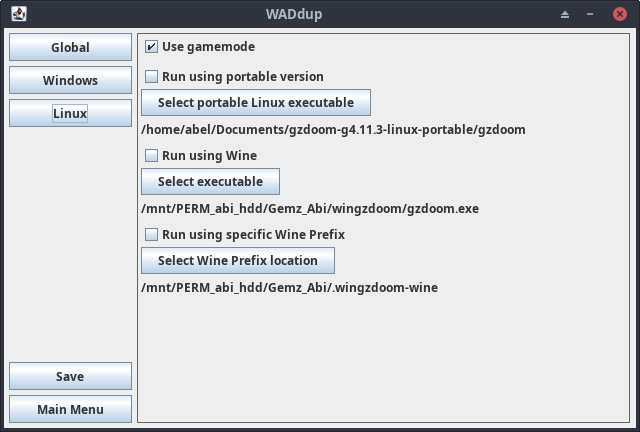 WADdup
Global
Windows
Linux
Save
Main Menu
Use gamemode
Run using portable version
Select portable Linux executable
/home/abel/Documents/gzdoom-g4.11.3-linux-portable/gzdoom
Run using Wine
Select executable
/mnt/PERM_abi_hdd/Gemz_Abi/wingzdoom/gzdoom.exe
Run using specific Wine Prefix
Select Wine Prefix location
/mnt/PERM_abi_hdd/Gemz_Abi/.wingzdoom-wine